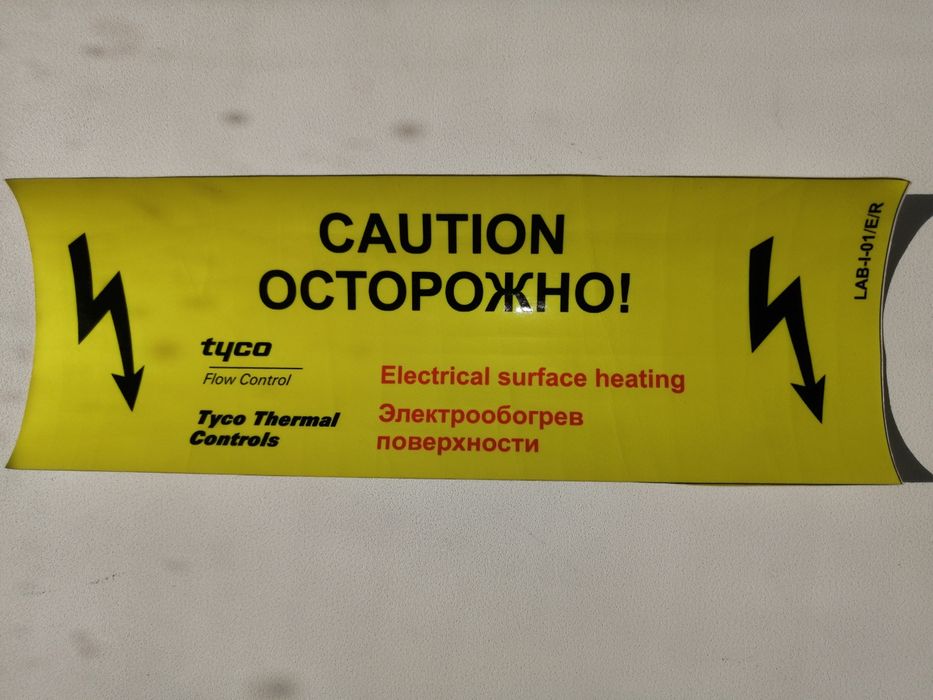 CAUTION
ОСТОРОЖНО!
tyco
Flow Control
Tyco Thermal
Controls
Electrical surface heating
Электрообогрев
поверхности
LAB-I-01/E/R